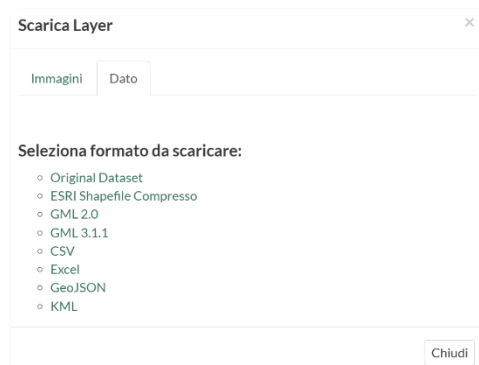 Scarica Layer ×
Immagini Dato
Seleziona formato da scaricare:
Original Dataset
ESRI Shapefile Compresso
GML 2.0
GML 3.1.1
CSV
Excel
GeoJSON
KML
Chiudi